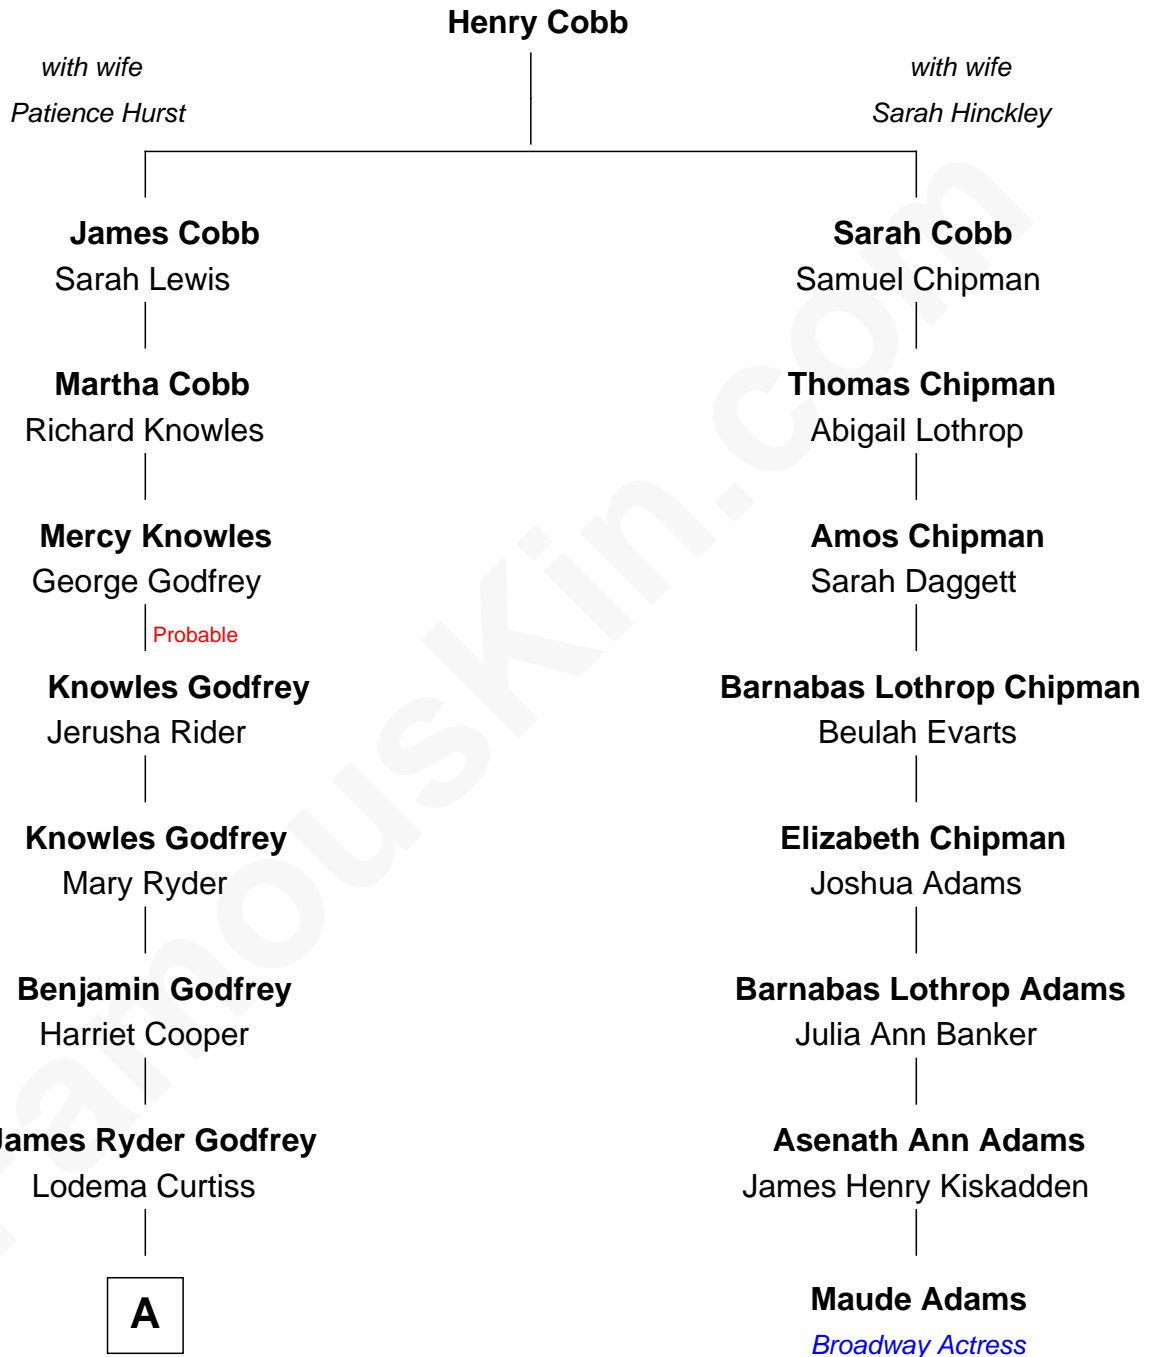 Henry Cobb
with wife
Patience Hurst
with wife
Sarah Hinckley
James Cobb
Sarah Lewis
Sarah Cobb
Samuel Chipman
Martha Cobb
Richard Knowles
Thomas Chipman
Abigail Lothrop
Mercy Knowles
George Godfrey
Amos Chipman
Sarah Daggett
Probable
Knowles Godfrey
Jerusha Rider
Barnabas Lothrop Chipman
Beulah Evarts
Knowles Godfrey
Mary Ryder
Elizabeth Chipman
Joshua Adams
Benjamin Godfrey
Harriet Cooper
Barnabas Lothrop Adams
Julia Ann Banker
James Ryder Godfrey
Lodema Curtiss
Asenath Ann Adams
James Henry Kiskadden
A
Maude Adams
Broadway Actress
FamousKin.com